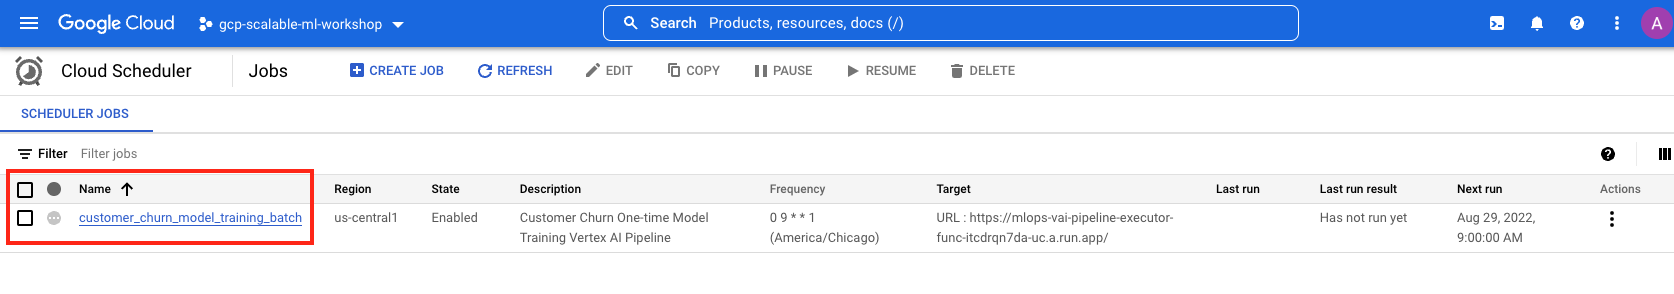 Google Cloud gcp-scalable-ml-workshop Search Products, resources, docs (/) A
Cloud Scheduler Jobs CREATE JOB REFRESH EDIT COPY PAUSE RESUME DELETE
SCHEDULER JOBS
Filter Filter jobs
Name Region State Description Frequency Target Last run Last run result Next run Actions
customer_churn_model_training_batch us-central1 Enabled Customer Churn One-time Model 0 9 * * 1 URL : https://mlops-vai-pipeline-executor- Has not run yet Aug 29, 2022,
Training Vertex AI Pipeline (America/Chicago) func-itcdrqn7da-uc.a.run.app/ 9:00:00 AM